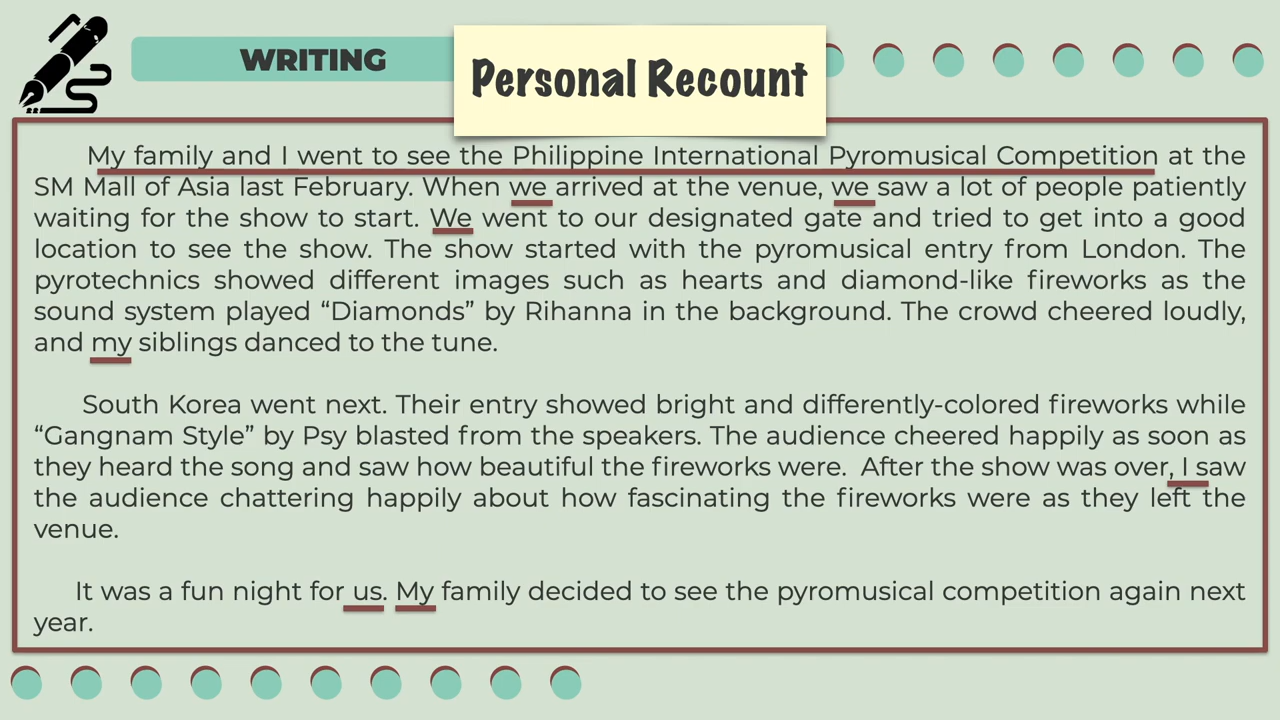 WRITING
Personal Recount
My family and I went to see the Philippine International Pyromusical Competition at the
SM Mall of Asia last February. When we arrived at the venue, we saw a lot of people patiently
waiting for the show to start. We went to our designated gate and tried to get into a good
location to see the show. The show started with the pyromusical entry from London. The
pyrotechnics showed different images such as hearts and diamond-like fireworks as the
sound system played “Diamonds” by Rihanna in the background. The crowd cheered loudly,
and my siblings danced to the tune.
South Korea went next. Their entry showed bright and differently-colored fireworks while
“Gangnam Style” by Psy blasted from the speakers. The audience cheered happily as soon as
they heard the song and saw how beautiful the fireworks were.  After the show was over, I saw
the audience chattering happily about how fascinating the fireworks were as they left the
venue.
It was a fun night for us. My family decided to see the pyromusical competition again next
year.